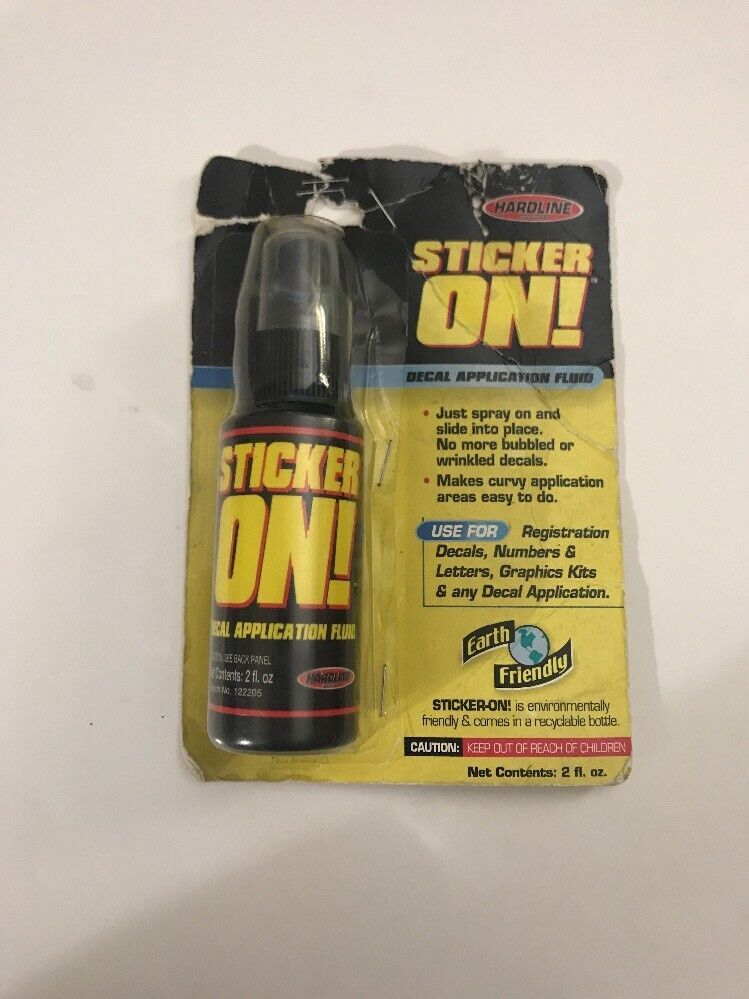 HARDLINE
STICKER
ON!
™
DECAL APPLICATION FLUID
• Just spray on and
slide into place.
No more bubbled or
wrinkled decals.
• Makes curvy application
areas easy to do.
USE FOR Registration
Decals, Numbers &
Letters, Graphics Kits
& any Decal Application.
Earth
Friendly
STICKER-ON! is environmentally
friendly & comes in a recyclable bottle.
CAUTION: KEEP OUT OF REACH OF CHILDREN
Net Contents: 2 fl. oz.
STICKER
ON!
DECAL APPLICATION FLUID
SEE BACK PANEL
Contents: 2 fl. oz
No. 122205
HARDLINE